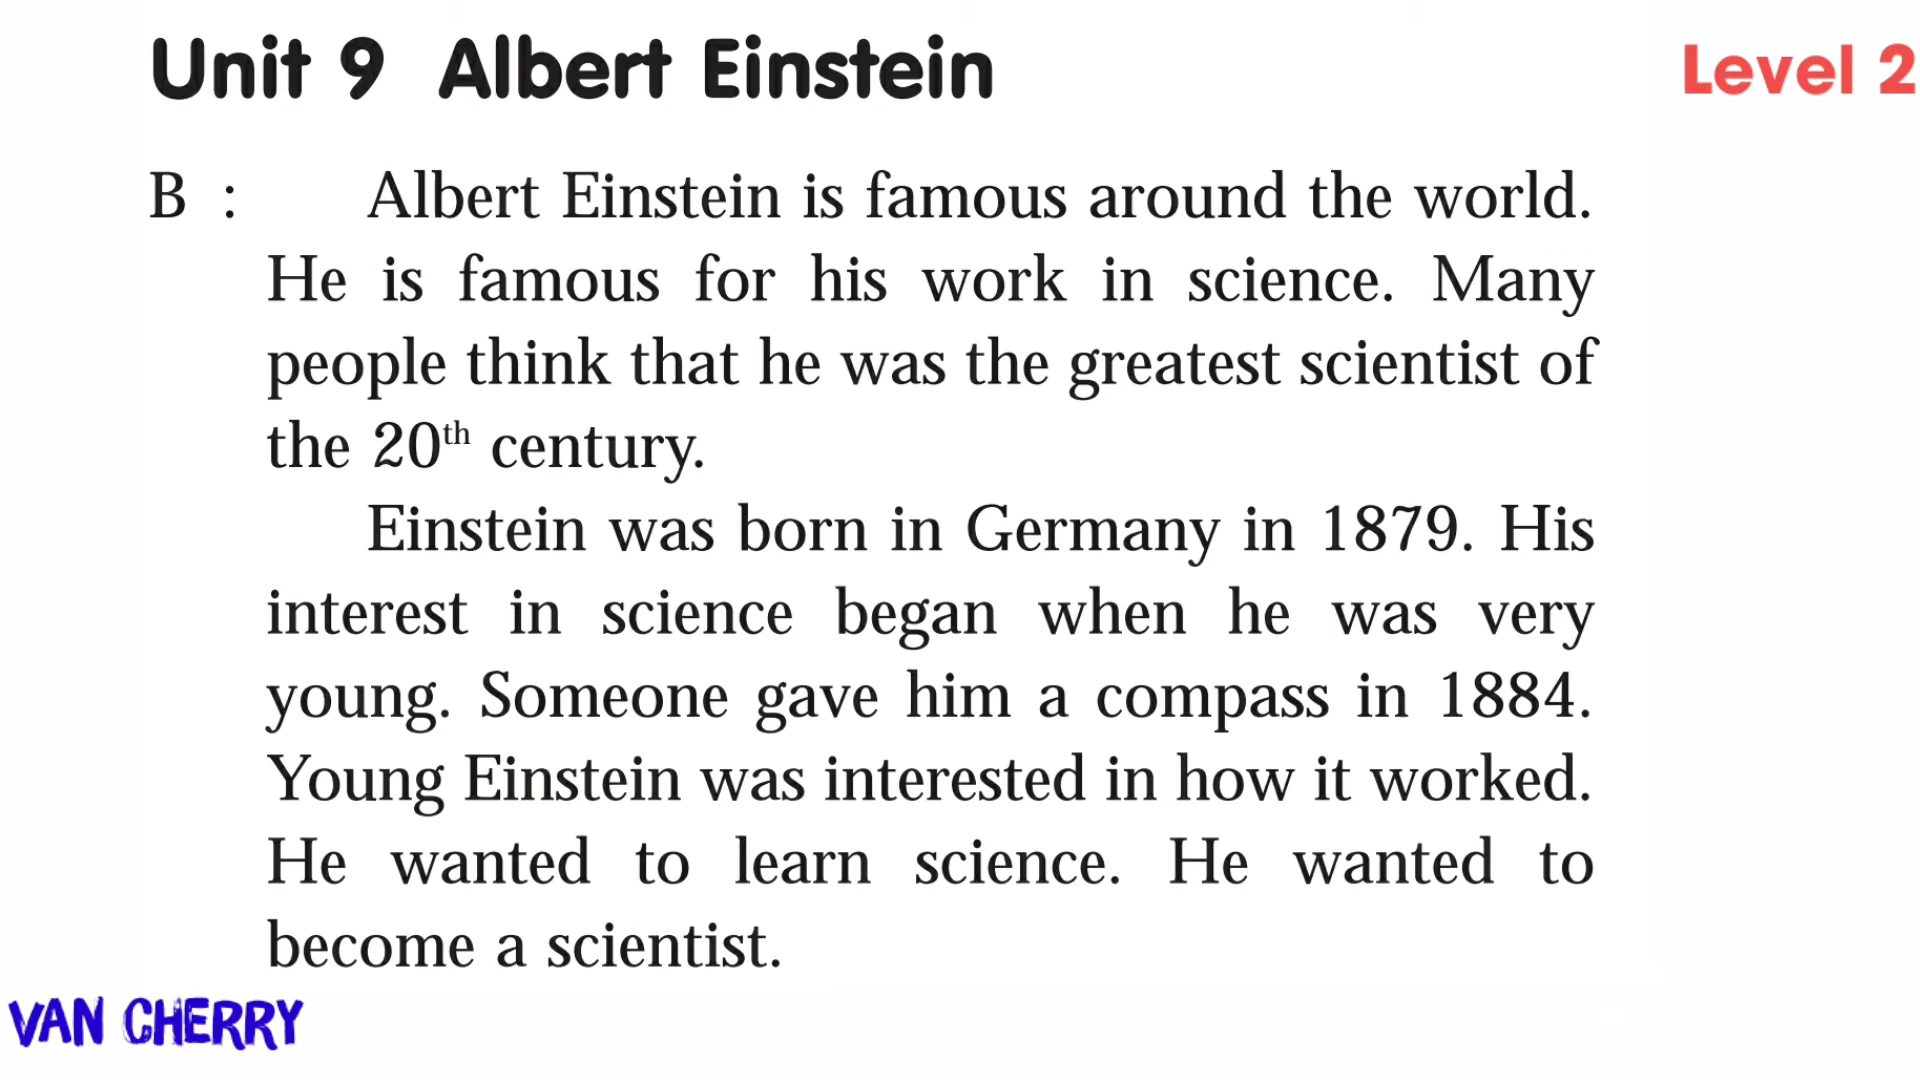 Unit 9 Albert Einstein
Level 2
B : Albert Einstein is famous around the world.
He is famous for his work in science. Many
people think that he was the greatest scientist of
the 20th century.
Einstein was born in Germany in 1879. His
interest in science began when he was very
young. Someone gave him a compass in 1884.
Young Einstein was interested in how it worked.
He wanted to learn science. He wanted to
become a scientist.
VAN CHERRY